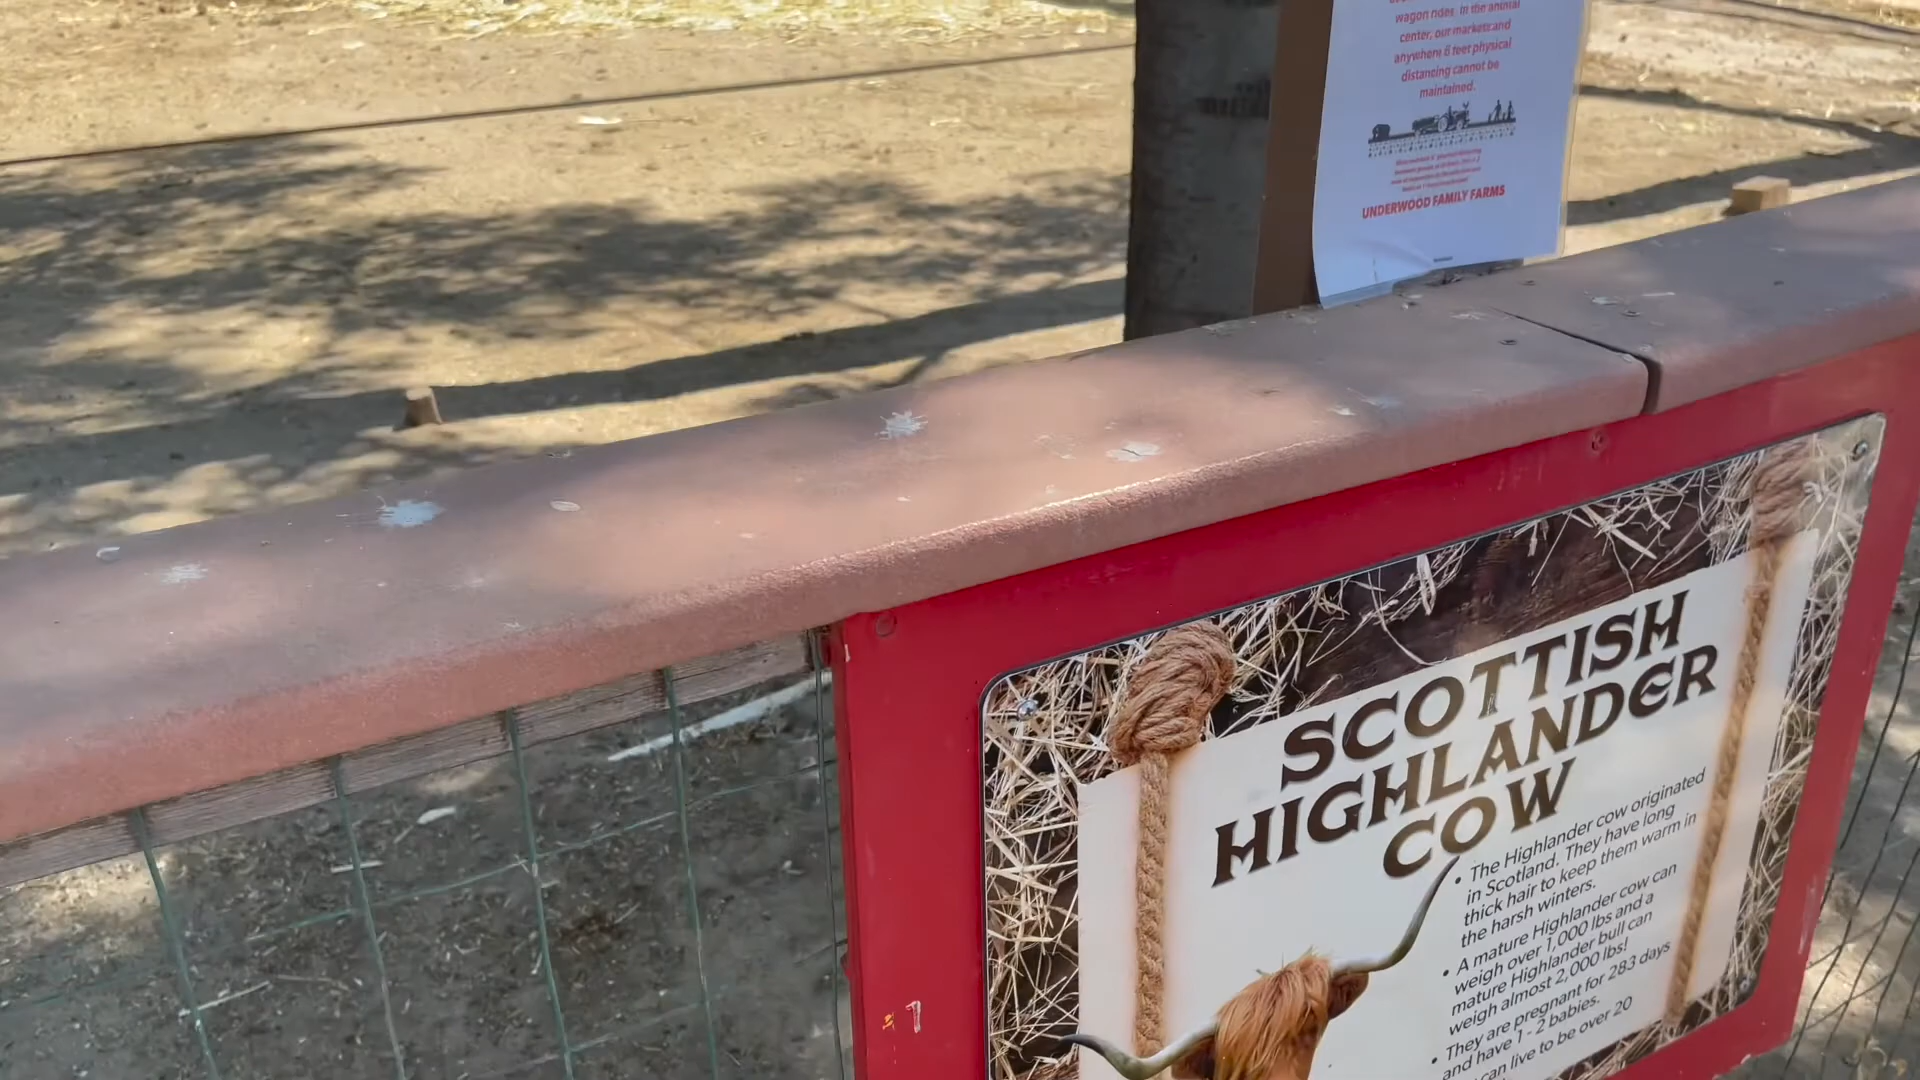 wagon rides. In the animal
center, our markets and
anywhere 6 feet physical
distancing cannot be
maintained.
UNDERWOOD FAMILY FARMS
SCOTTISH
HIGHLANDER
COW
• The Highlander cow originated
in Scotland. They have long
thick hair to keep them warm in
the harsh winters.
• A mature Highlander cow can
weigh over 1,000 lbs and a
mature Highlander bull can
weigh almost 2,000 lbs!
• They are pregnant for 283 days
and have 1 - 2 babies.
can live to be over 20